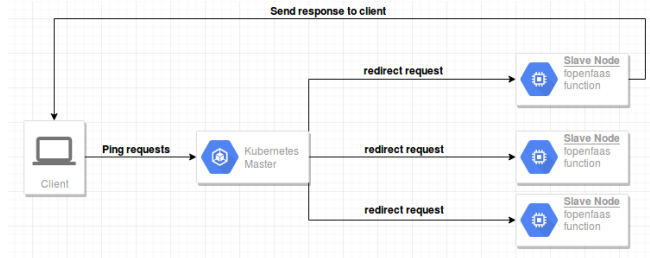 Send response to client
redirect request
Slave Node
fopenfaas
function
Client
Ping requests
Kubernetes
Master
redirect request
Slave Node
fopenfaas
function
redirect request
Slave Node
fopenfaas
function